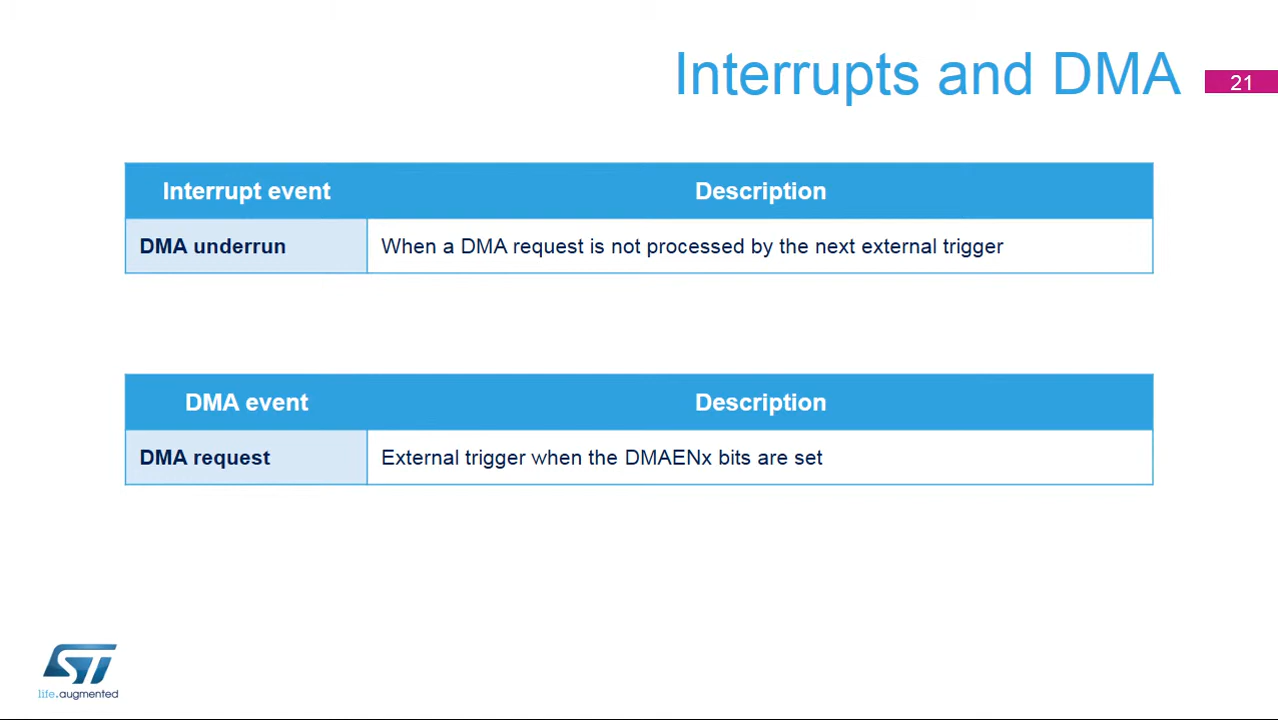 Interrupts and DMA
21
Interrupt event Description
DMA underrun When a DMA request is not processed by the next external trigger
DMA event Description
DMA request External trigger when the DMAENx bits are set
ST
life.augmented